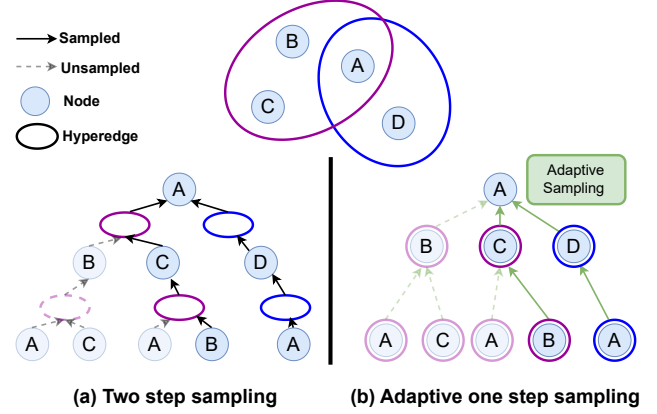 Sampled
Unsampled
Node
Hyperedge
B
A
C
D
A
B
C
D
A
C
A
B
A
(a) Two step sampling
Adaptive
Sampling
A
B
C
D
A
C
A
B
A
(b) Adaptive one step sampling